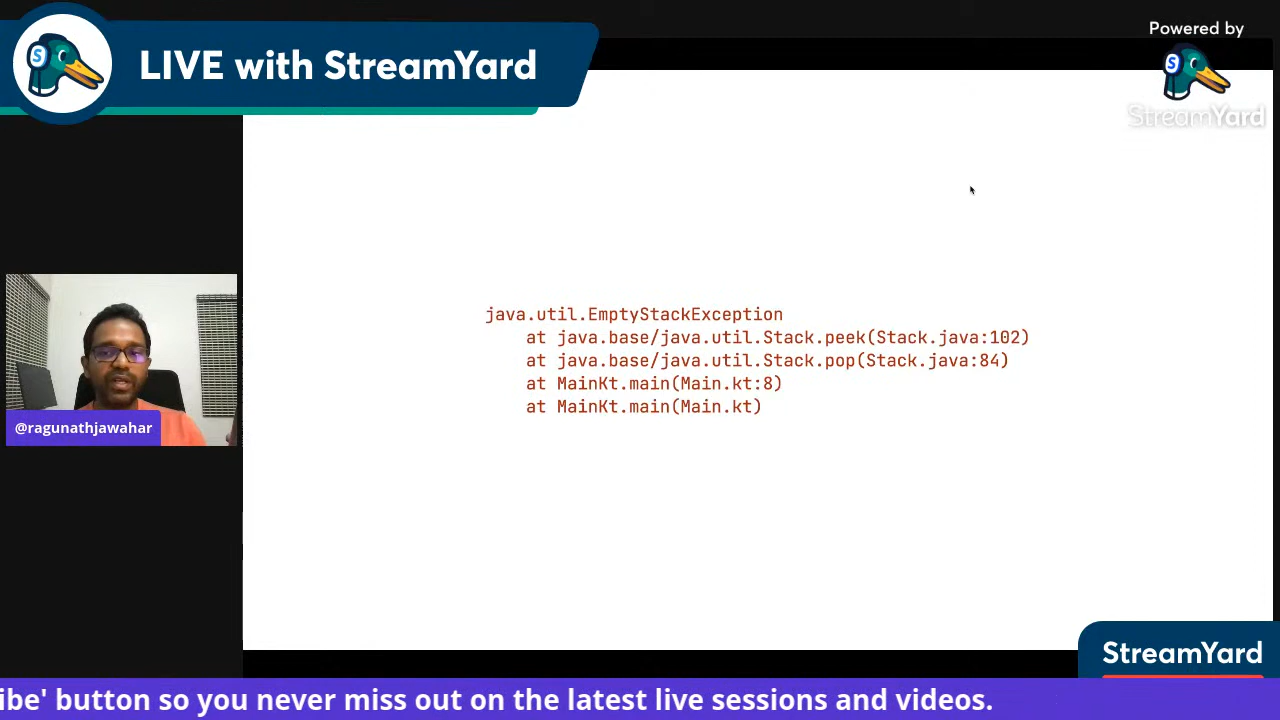 S
LIVE with StreamYard
Powered by
S
StreamYard
java.util.EmptyStackException
at java.base/java.util.Stack.peek(Stack.java:102)
at java.base/java.util.Stack.pop(Stack.java:84)
at MainKt.main(Main.kt:8)
at MainKt.main(Main.kt)
@ragunathjawahar
StreamYard
ibe' button so you never miss out on the latest live sessions and videos.